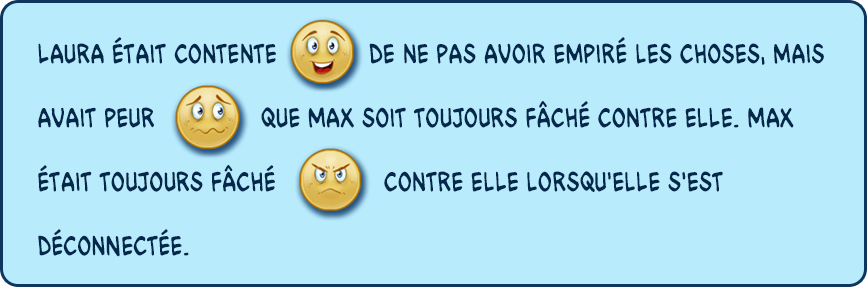 LAURA ÉTAIT CONTENTE DE NE PAS AVOIR EMPIRÉ LES CHOSES, MAIS
AVAIT PEUR QUE MAX SOIT TOUJOURS FÂCHÉ CONTRE ELLE. MAX
ÉTAIT TOUJOURS FÂCHÉ CONTRE ELLE LORSQU'ELLE S'EST
DÉCONNECTÉE.